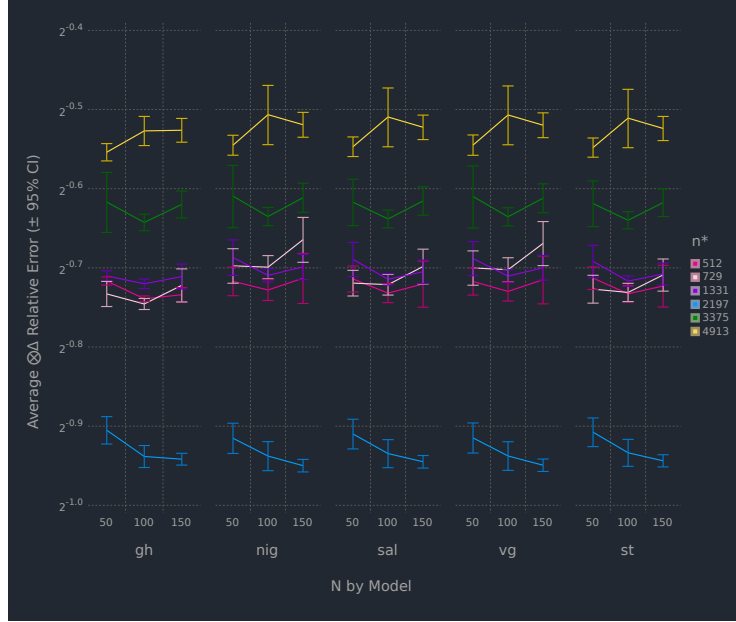 Average ⊗Δ Relative Error (± 95% CI)
2^-0.4
2^-0.5
2^-0.6
2^-0.7
2^-0.8
2^-0.9
2^-1.0
50 100 150 50 100 150 50 100 150 50 100 150 50 100 150
gh nig sal vg st
N by Model
n*
512
729
1331
2197
3375
4913